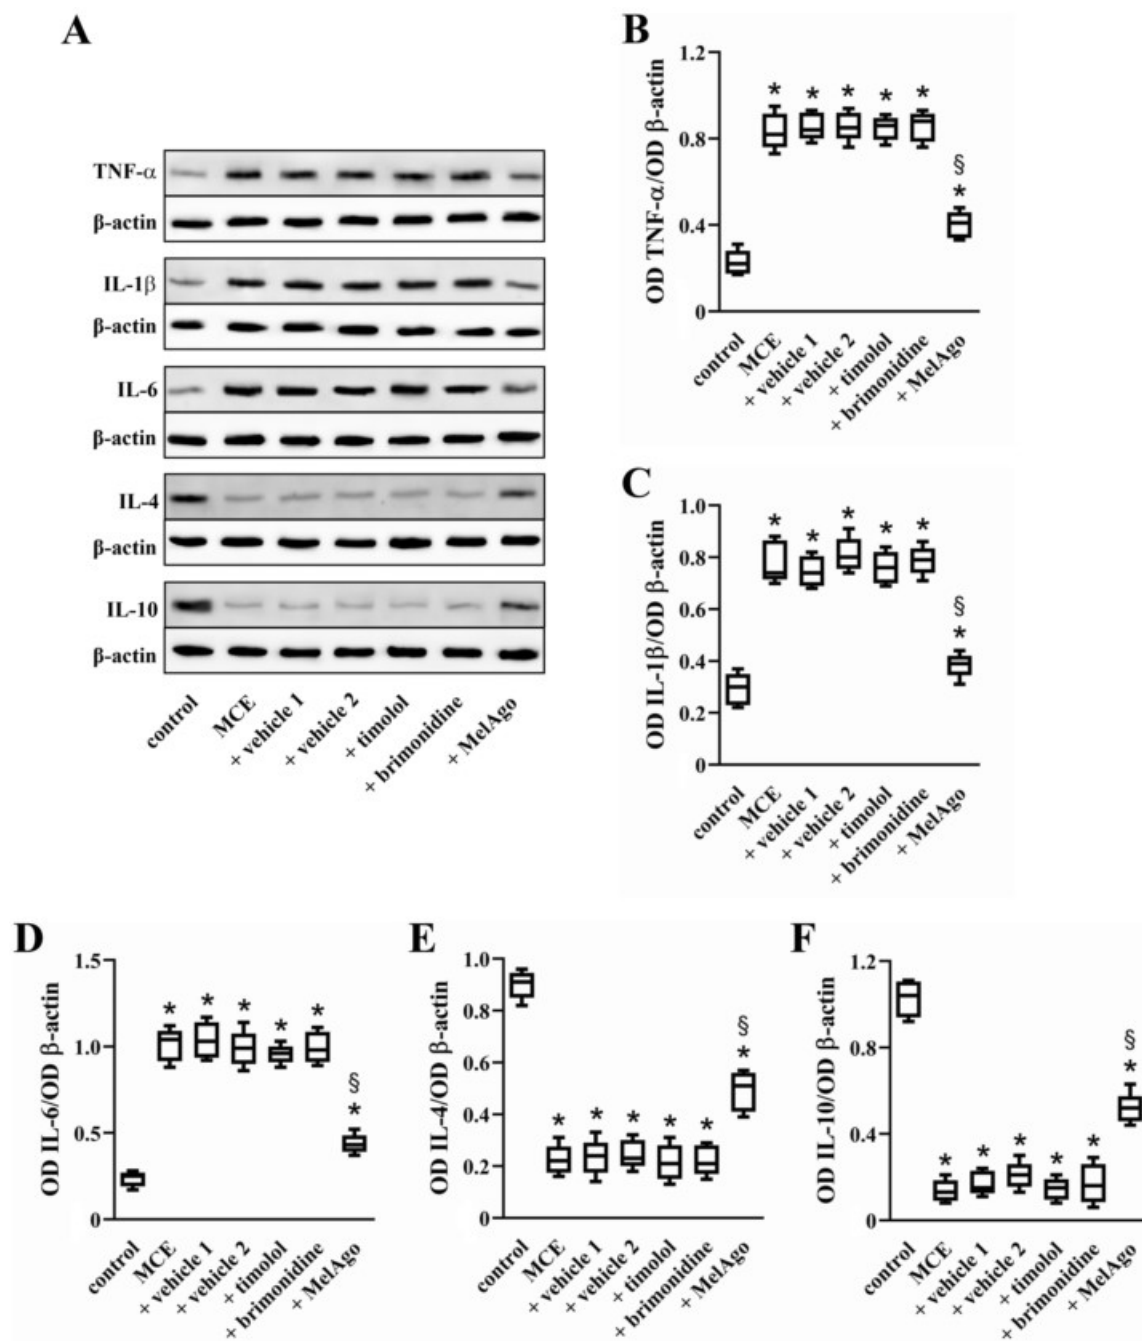 A
TNF-α
β-actin
IL-1β
β-actin
IL-6
β-actin
IL-4
β-actin
IL-10
β-actin
control
MCE
+ vehicle 1
+ vehicle 2
+ timolol
+ brimonidine
+ MelAgo
B
OD TNF-α/OD β-actin
1.2
0.8
0.4
0
* * * * *
§
*
control
MCE
+ vehicle 1
+ vehicle 2
+ timolol
+ brimonidine
+ MelAgo
C
OD IL-1β/OD β-actin
1.0
0.8
0.6
0.4
0.2
0
* * * * *
§
*
control
MCE
+ vehicle 1
+ vehicle 2
+ timolol
+ brimonidine
+ MelAgo
D
OD IL-6/OD β-actin
1.5
1.0
0.5
0
* * * * *
§
*
control
MCE
+ vehicle 1
+ vehicle 2
+ timolol
+ brimonidine
+ MelAgo
E
OD IL-4/OD β-actin
1.0
0.8
0.6
0.4
0.2
0
* * * * *
§
*
control
MCE
+ vehicle 1
+ vehicle 2
+ timolol
+ brimonidine
+ MelAgo
F
OD IL-10/OD β-actin
1.2
0.8
0.4
0
* * * * *
§
*
control
MCE
+ vehicle 1
+ vehicle 2
+ timolol
+ brimonidine
+ MelAgo